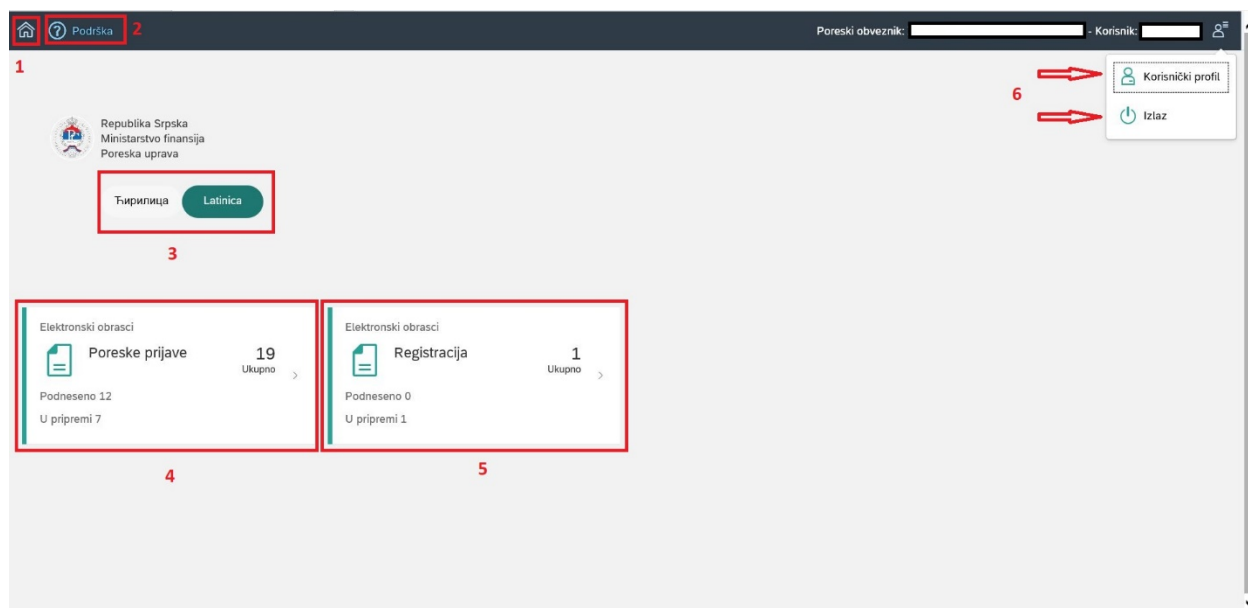 Podrška 2
Poreski obveznik: - Korisnik:
1
Korisnički profil
6
Izlaz
Republika Srpska
Ministarstvo finansija
Poreska uprava
Ћирилица Latinica
3
Elektronski obrasci
Poreske prijave 19
Ukupno
Podneseno 12
U pripremi 7
4
Elektronski obrasci
Registracija 1
Ukupno
Podneseno 0
U pripremi 1
5